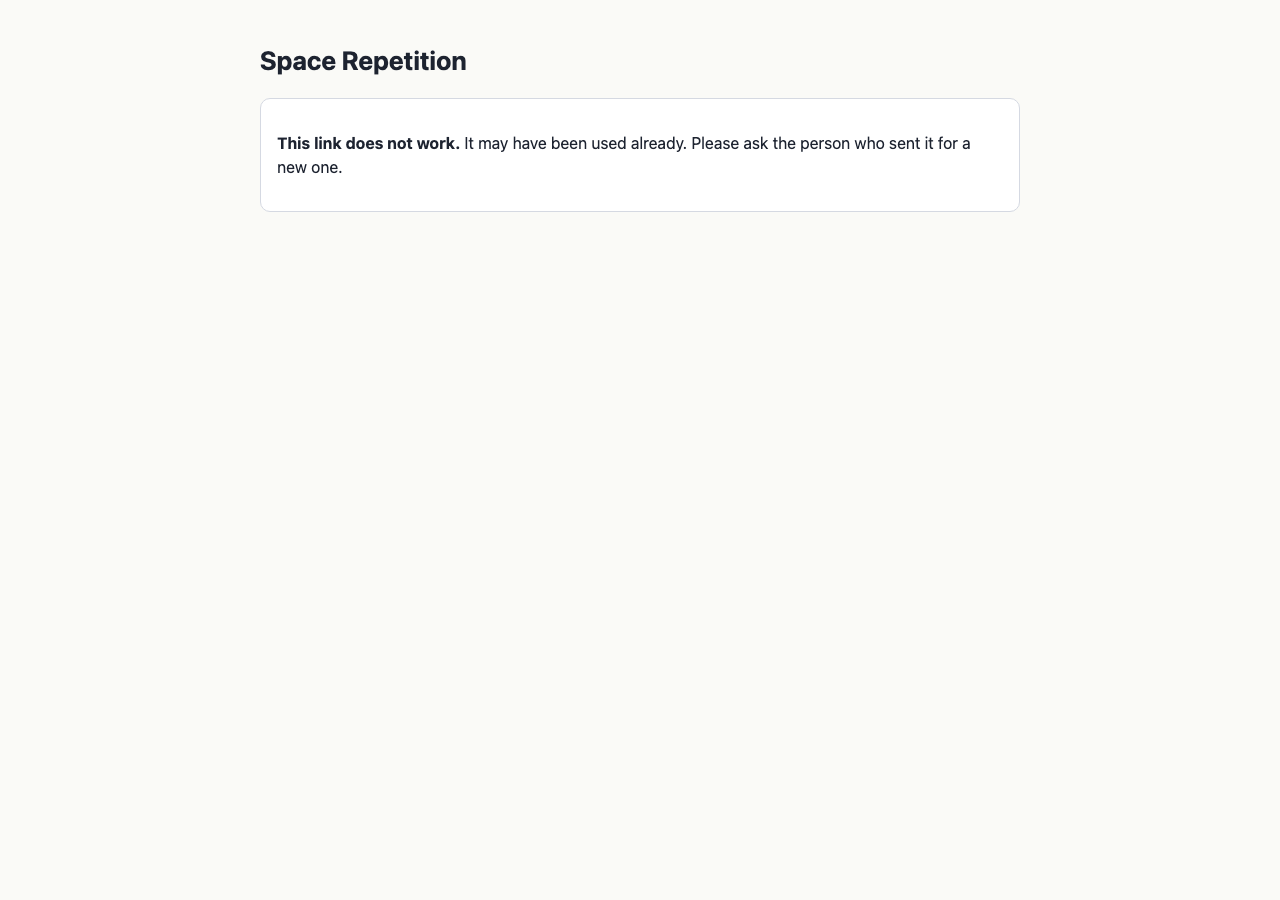 Space Repetition
This link does not work. It may have been used already. Please ask the person who sent it for a
new one.